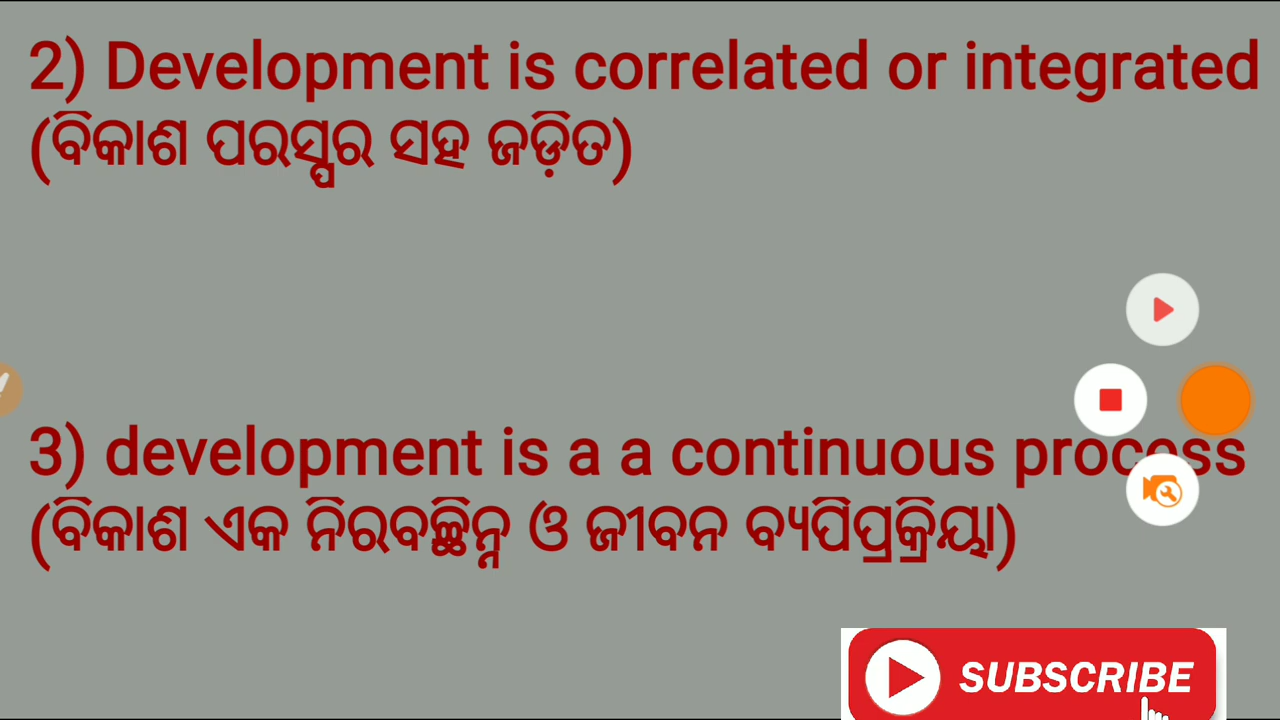 2) Development is correlated or integrated
(ବିକାଶ ପରସ୍ପର ସହ ଜଡ଼ିତ)
3) development is a a continuous process
(ବିକାଶ ଏକ ନିରବଚ୍ଛିନ୍ନ ଓ ଜୀବନ ବ୍ୟପିପ୍ରକ୍ରିୟା)
SUBSCRIBE